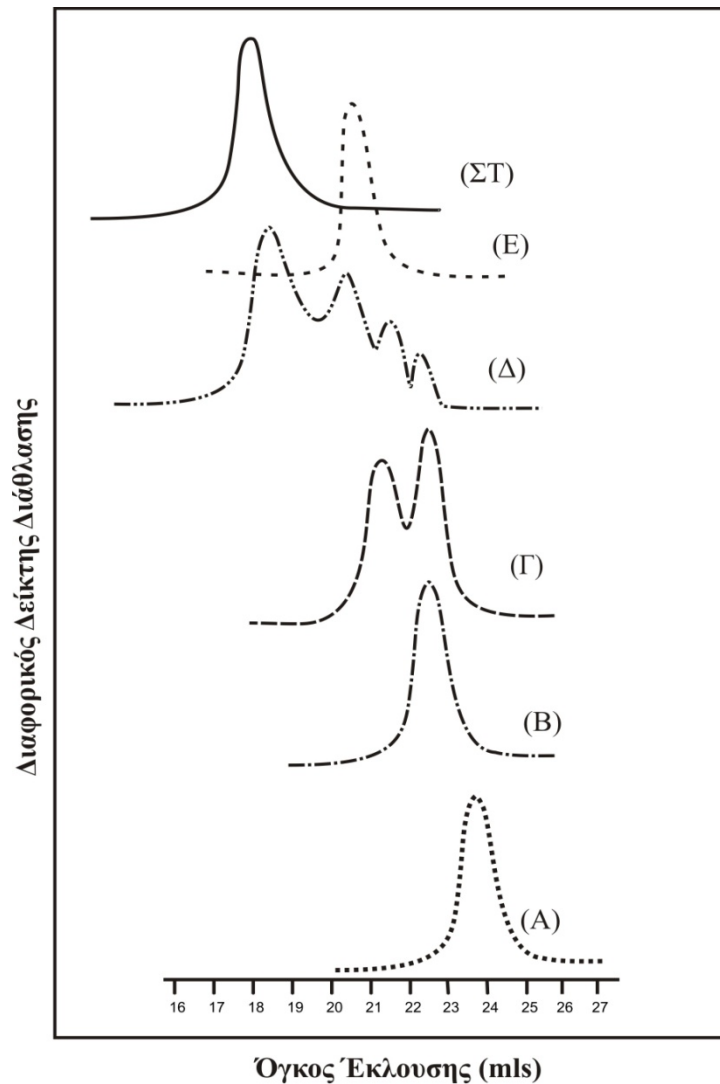 (ΣΤ)
(Ε)
(Δ)
(Γ)
(Β)
(Α)
Διαφορικός Δείκτης Διάθλασης
16 17 18 19 20 21 22 23 24 25 26 27
Όγκος Έκλουσης (mls)